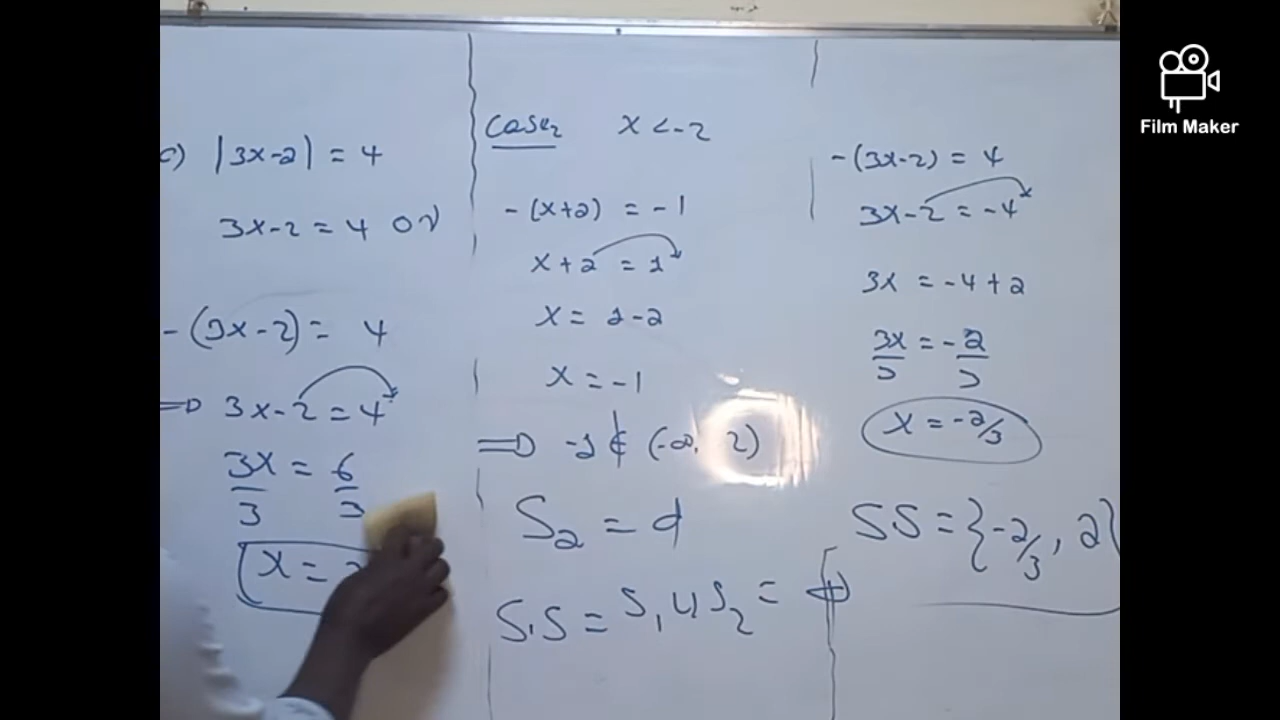 c) |3x-2| = 4
3x-2 = 4 or
-(3x-2) = 4
⇒ 3x-2 = 4
3x/3 = 6/3
x = 2
Case2 x < -2
-(x+2) = -1
x+2 = 1
x = 1-2
x = -1
⇒ -1 ∉ (-∞, 2)
S2 = ϕ
S.S = S1 ∪ S2 = ϕ
-(3x-2) = 4
3x-2 = -4
3x = -4+2
3x/3 = -2/3
x = -2/3
SS = {-2/3, 2}
Film Maker